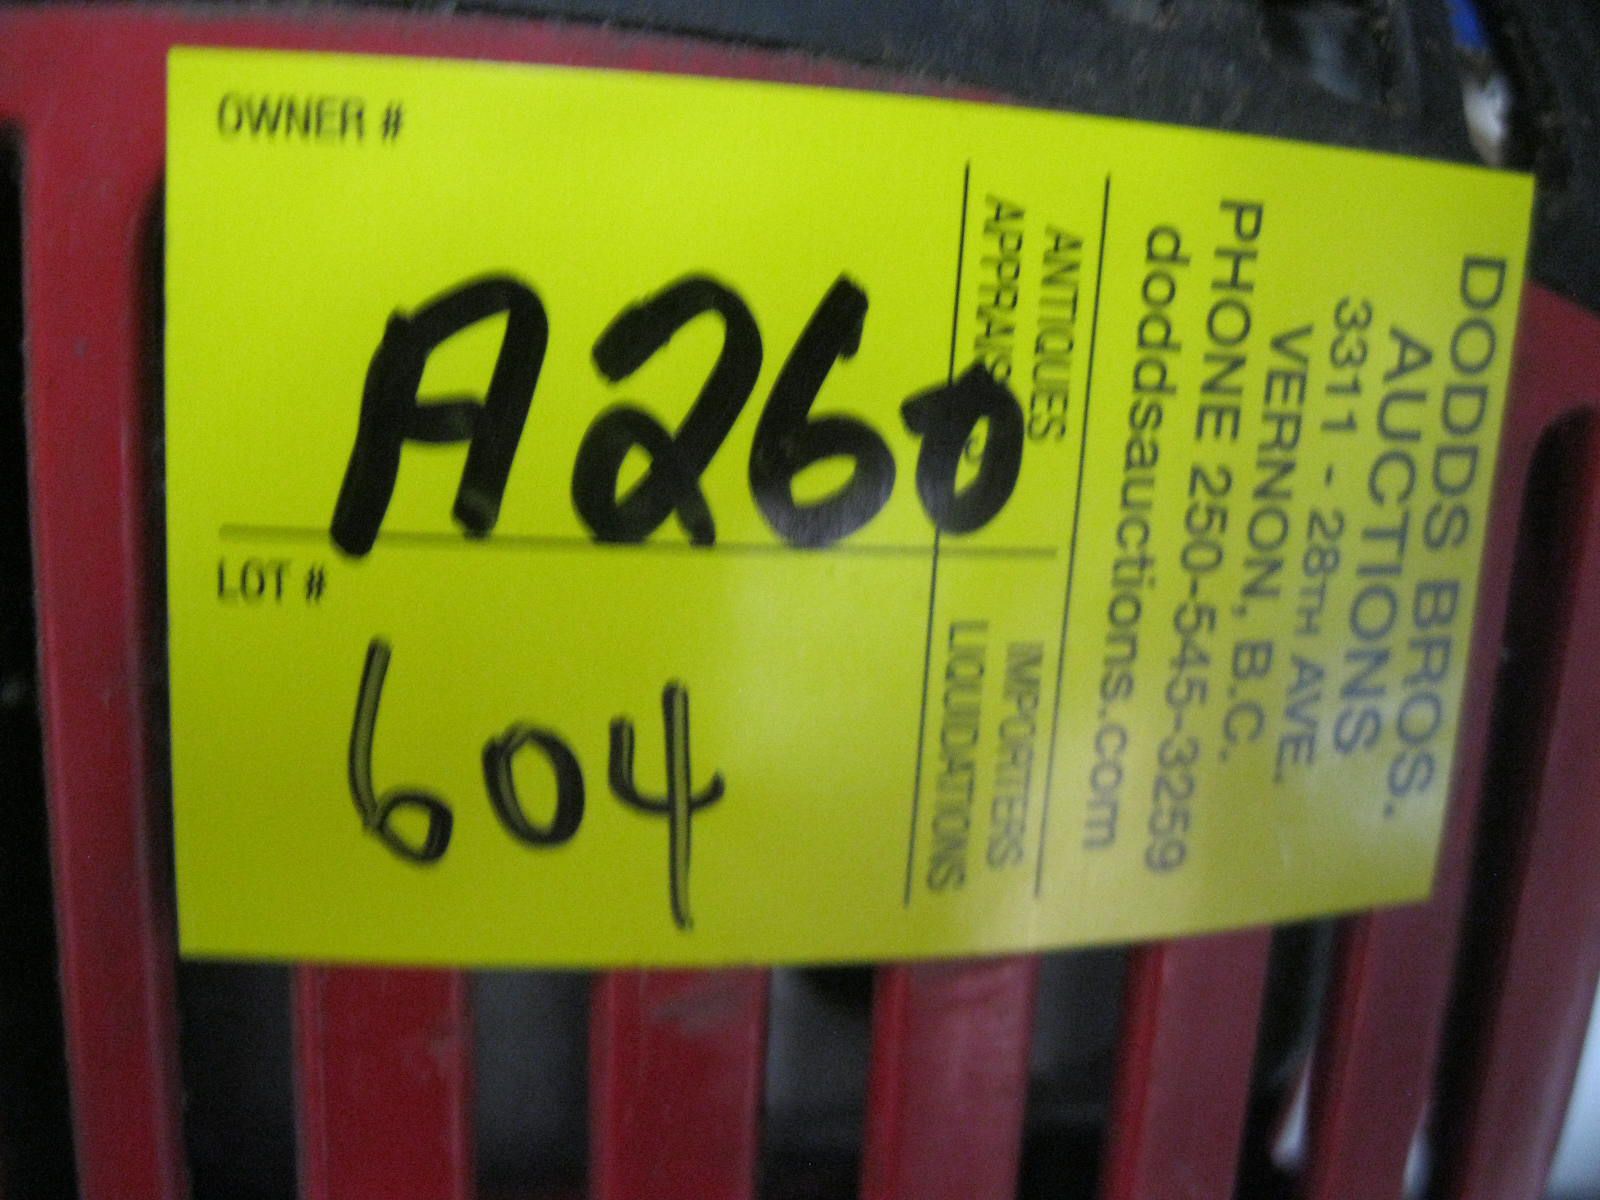 OWNER #
A260
LOT #
604
DODDS BROS.
AUCTIONS
3311 - 28TH AVE.
VERNON, B.C.
PHONE 250-545-3259
doddsauctions.com
ANTIQUES IMPORTERS
LIQUIDATIONS